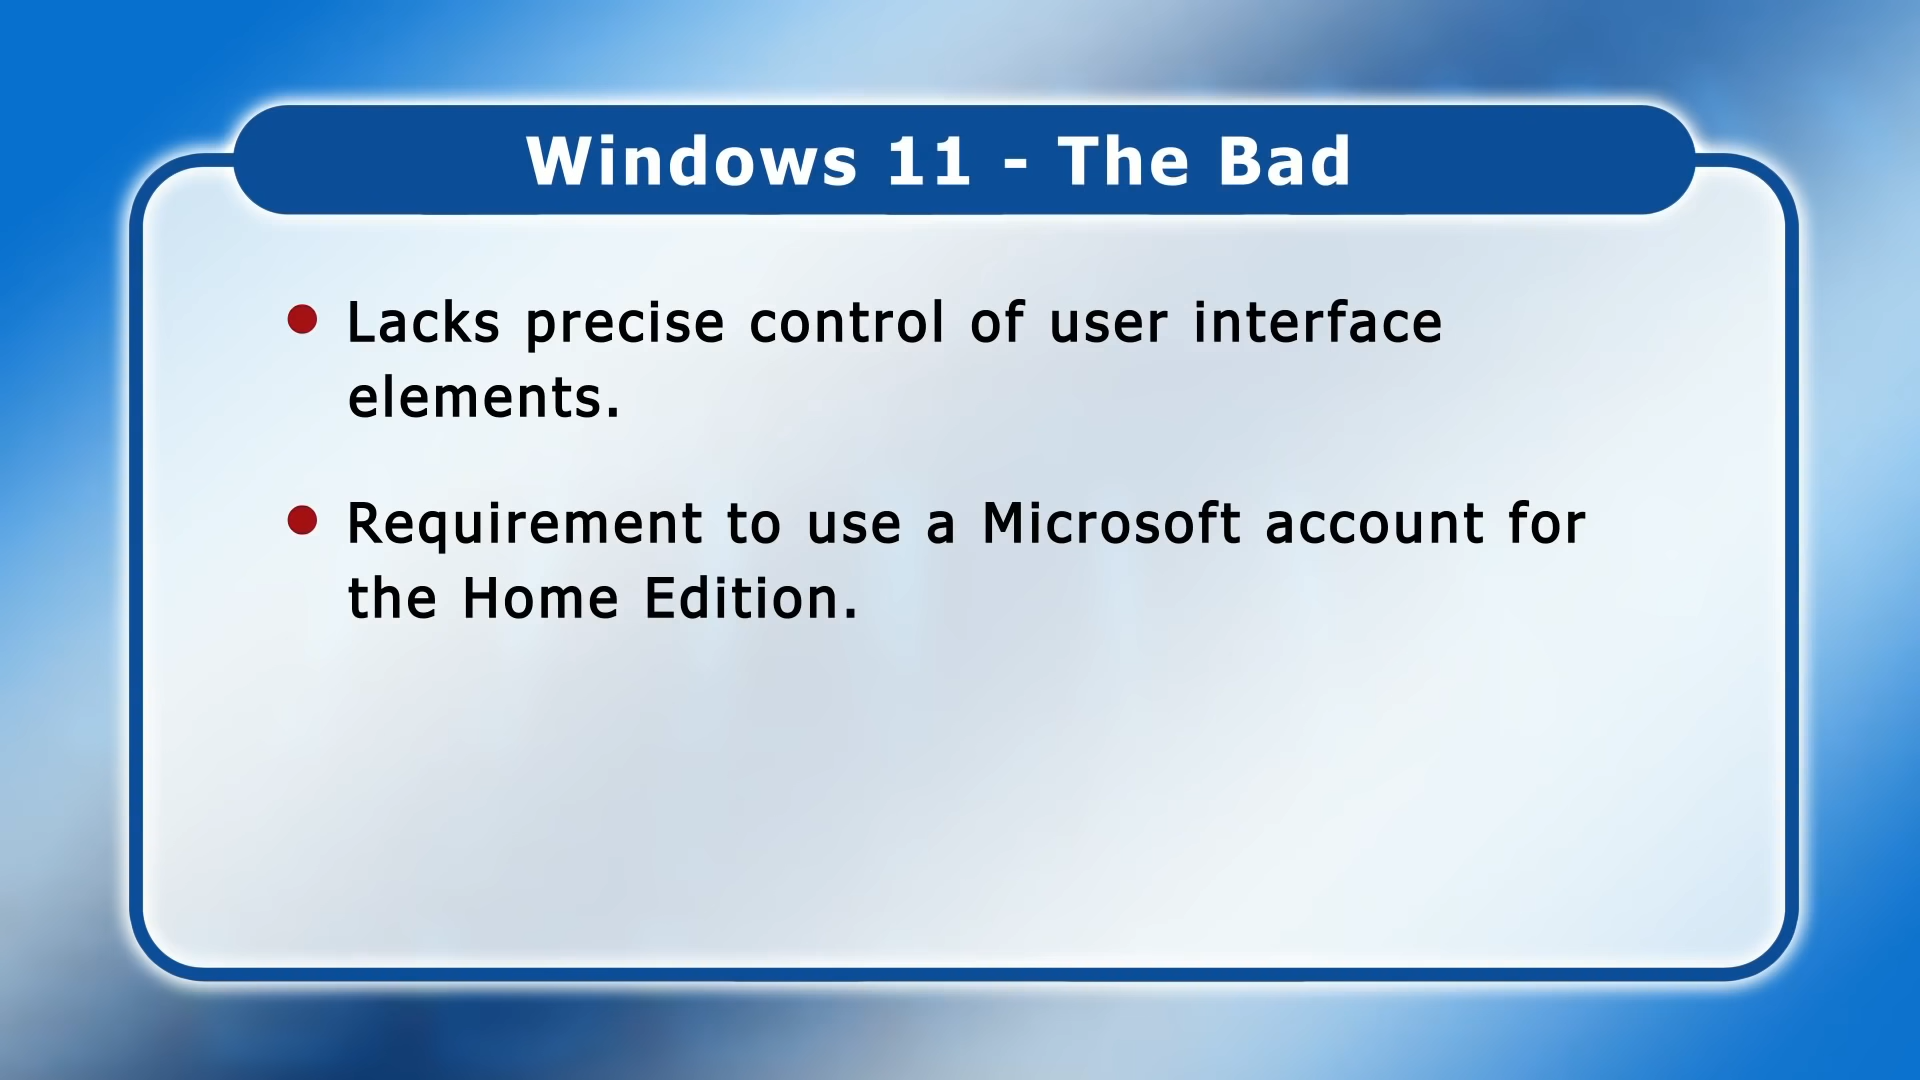 Windows 11 - The Bad
Lacks precise control of user interface
elements.
Requirement to use a Microsoft account for
the Home Edition.